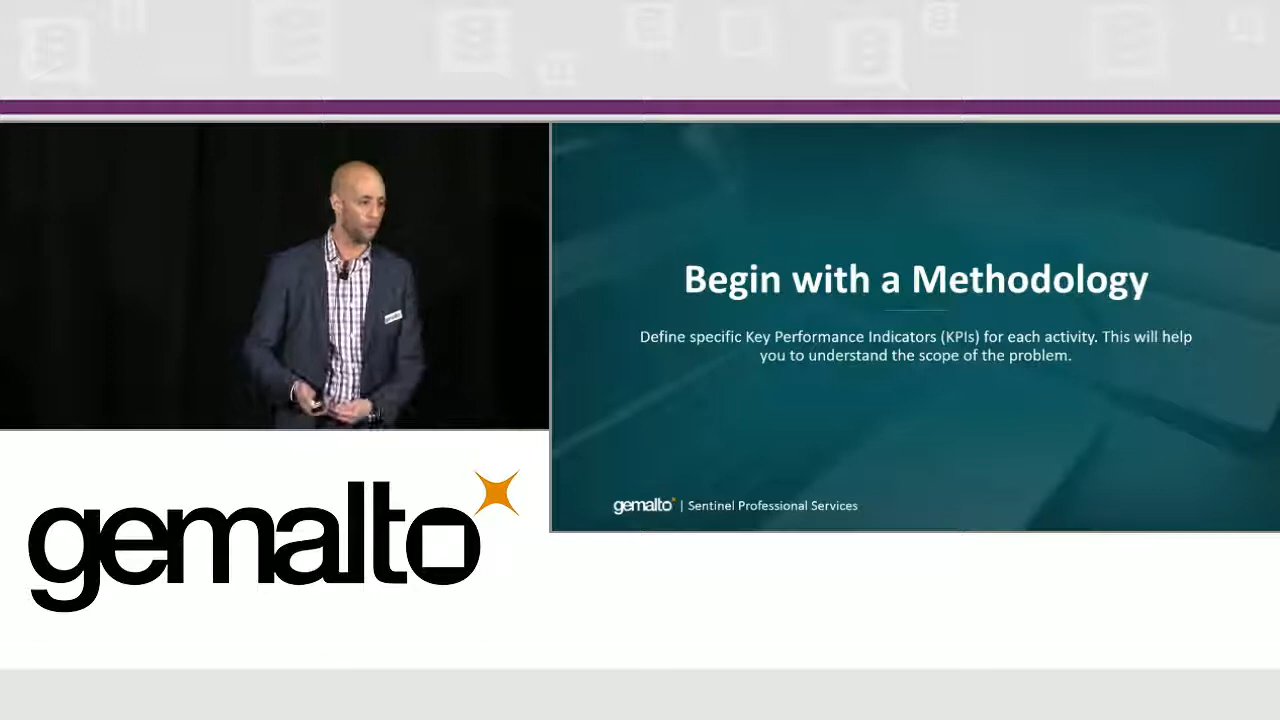 Begin with a Methodology
Define specific Key Performance Indicators (KPIs) for each activity. This will help
you to understand the scope of the problem.
gemalto | Sentinel Professional Services
gemalto